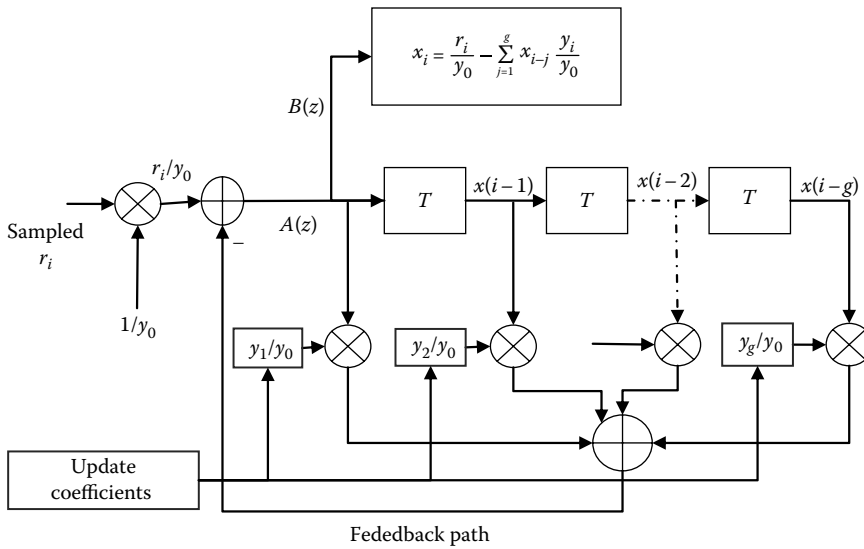 x_i = r_i/y_0 − ∑_{j=1}^{g} x_{i−j} y_i/y_0
B(z)
r_i/y_0
x(i−1)
x(i−2)
x(i−g)
T
T
T
A(z)
−
Sampled
r_i
1/y_0
y_1/y_0
y_2/y_0
y_g/y_0
Update
coefficients
Fededback path